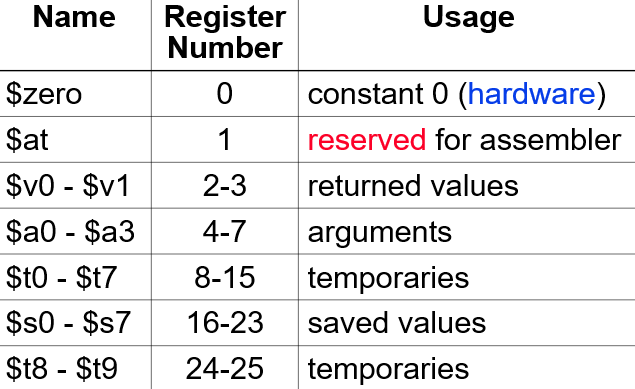 Name Register Number Usage
$zero 0 constant 0 (hardware)
$at 1 reserved for assembler
$v0 - $v1 2-3 returned values
$a0 - $a3 4-7 arguments
$t0 - $t7 8-15 temporaries
$s0 - $s7 16-23 saved values
$t8 - $t9 24-25 temporaries